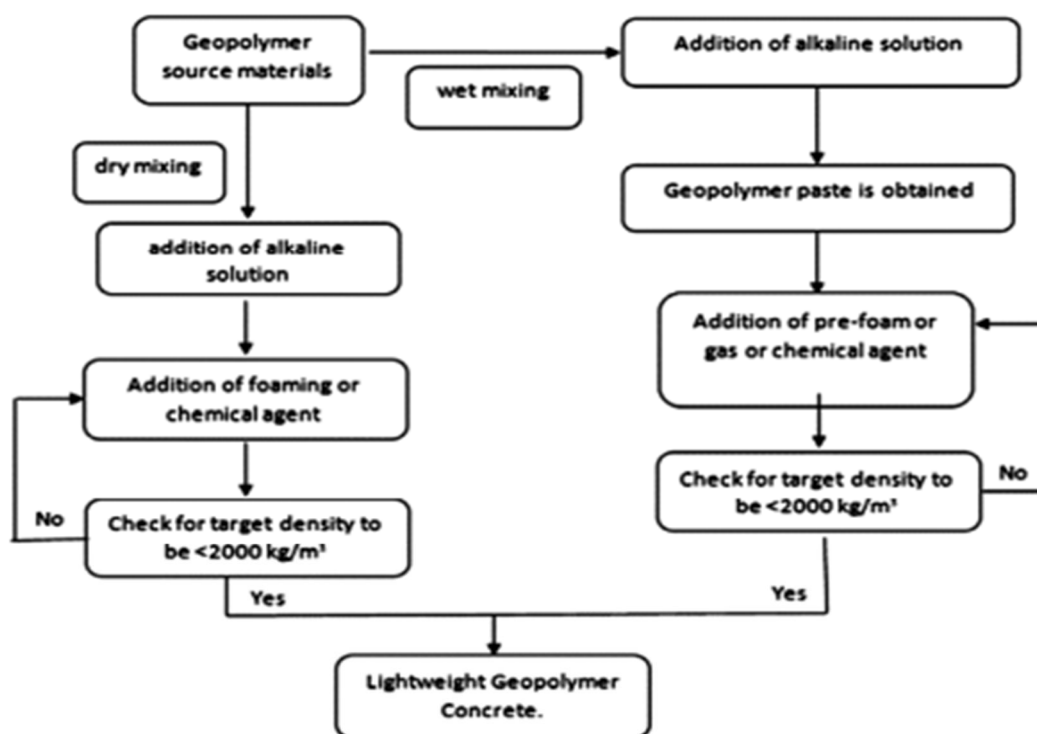 Geopolymer
source materials
wet mixing
Addition of alkaline solution
dry mixing
Geopolymer paste is obtained
addition of alkaline
solution
Addition of pre-foam or
gas or chemical agent
Addition of foaming or
chemical agent
Check for target density to
be <2000 kg/m³
No
No
Check for target density to
be <2000 kg/m³
Yes
Yes
Lightweight Geopolymer
Concrete.